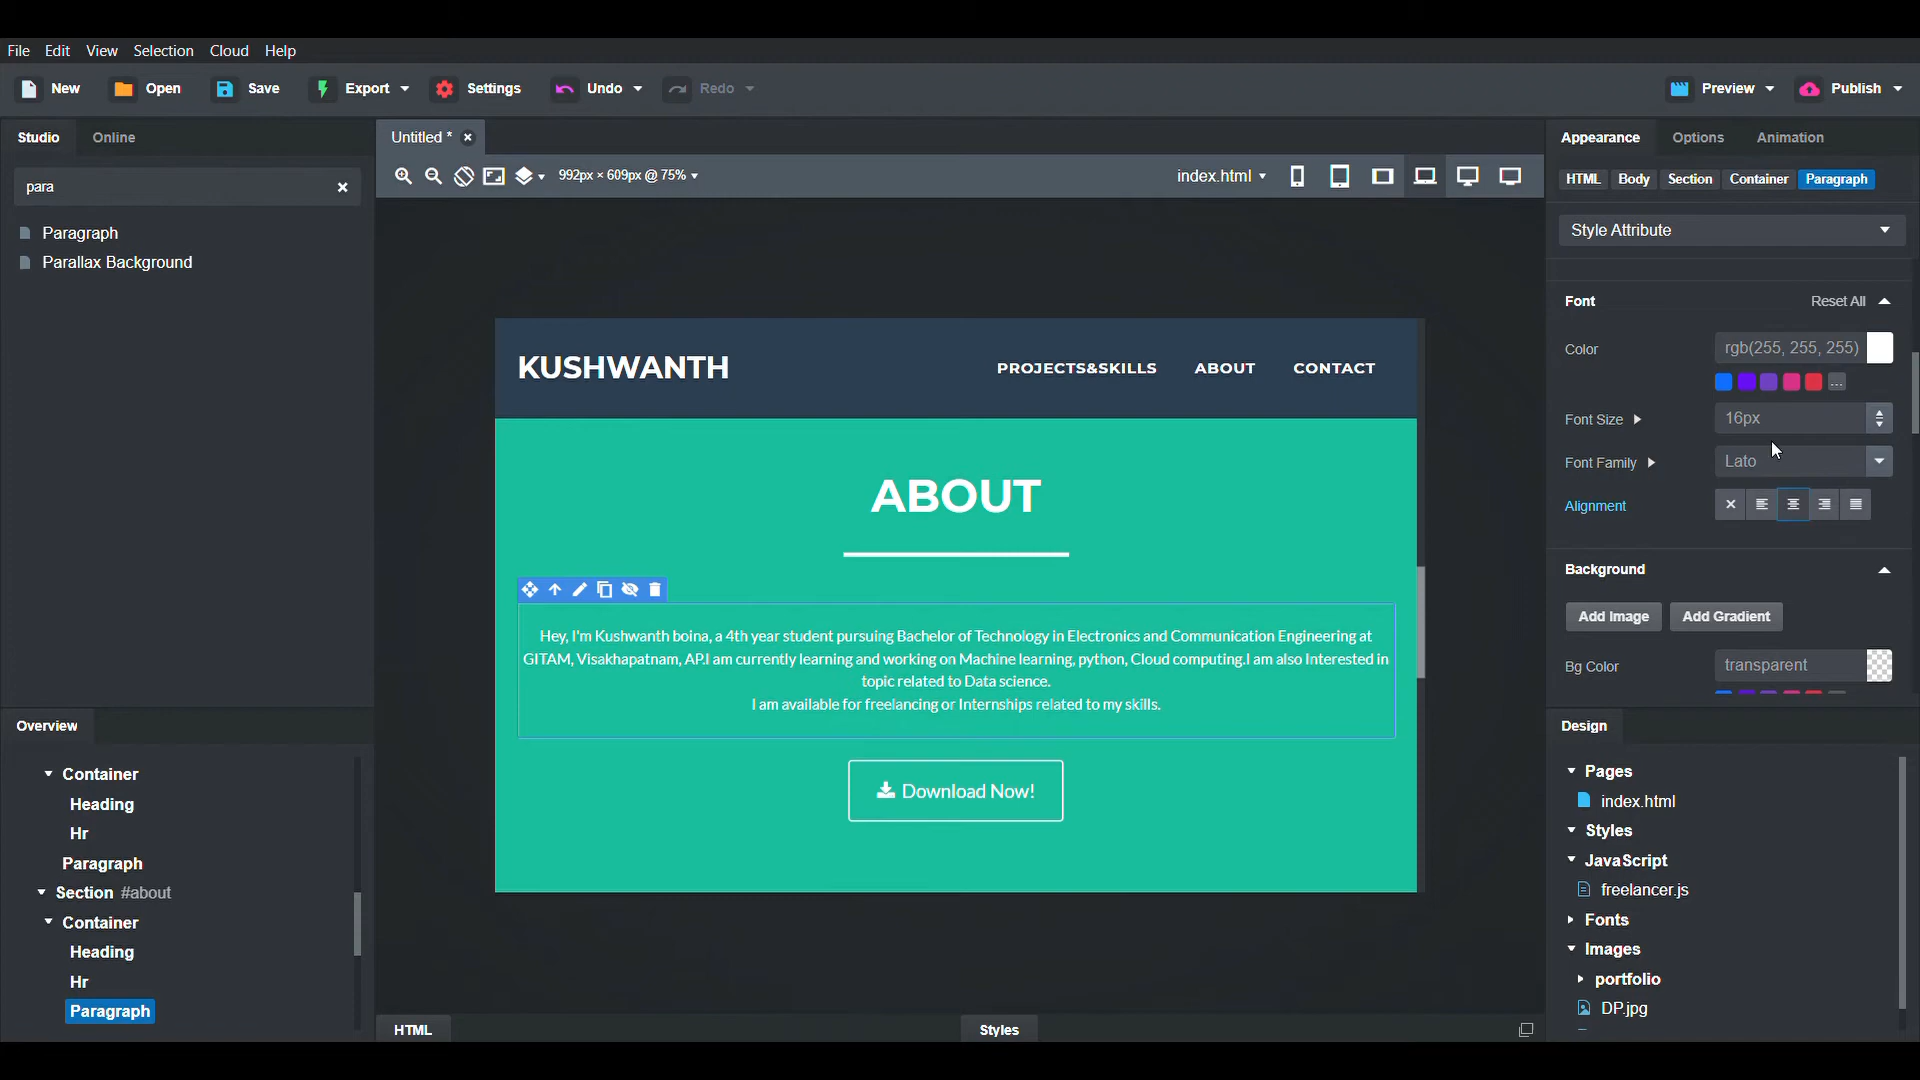 File Edit View Selection Cloud Help
New Open Save Export Settings Undo Redo Preview Publish
Studio Online
para
Paragraph
Parallax Background
Overview
Container
Heading
Hr
Paragraph
Section #about
Container
Heading
Hr
Paragraph
Untitled *
992px × 609px @ 75%
index.html
KUSHWANTH PROJECTS&SKILLS ABOUT CONTACT
ABOUT
Hey, I'm Kushwanth boina, a 4th year student pursuing Bachelor of Technology in Electronics and Communication Engineering at
GITAM, Visakhapatnam, AP.I am currently learning and working on Machine learning, python, Cloud computing.I am also Interested in
topic related to Data science.
I am available for freelancing or Internships related to my skills.
Download Now!
HTML
Styles
Appearance Options Animation
HTML Body Section Container Paragraph
Style Attribute
Font Reset All
Color rgb(255, 255, 255)
...
Font Size 16px
Font Family Lato
Alignment
Background
Add Image Add Gradient
Bg Color transparent
Design
Pages
index.html
Styles
JavaScript
freelancer.js
Fonts
Images
portfolio
DP.jpg